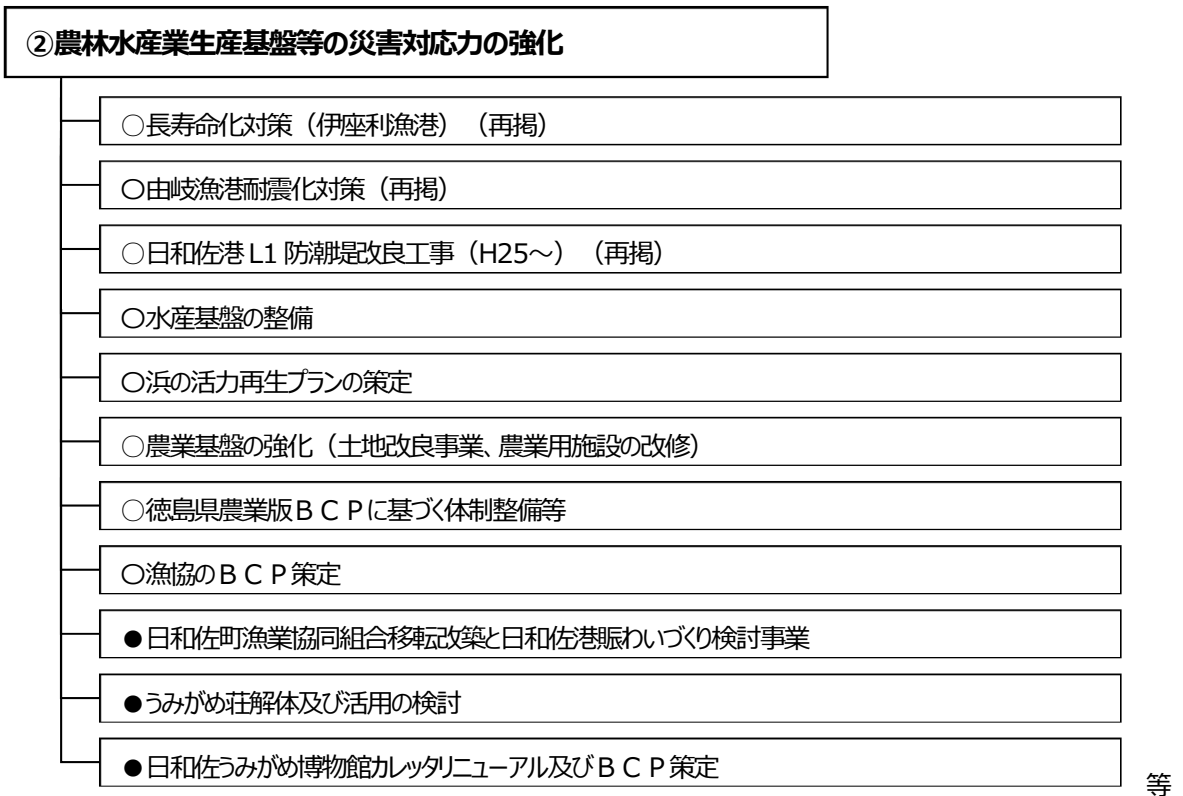 ②農林水産業生産基盤等の災害対応力の強化
○長寿命化対策（伊座利漁港）（再掲）
〇由岐漁港耐震化対策（再掲）
○日和佐港 L1 防潮堤改良工事（H25～）（再掲）
〇水産基盤の整備
〇浜の活力再生プランの策定
○農業基盤の強化（土地改良事業、農業用施設の改修）
○徳島県農業版ＢＣＰに基づく体制整備等
〇漁協のＢＣＰ策定
●日和佐町漁業協同組合移転改築と日和佐港賑わいづくり検討事業
●うみがめ荘解体及び活用の検討
●日和佐うみがめ博物館カレッタリニューアル及びＢＣＰ策定
等